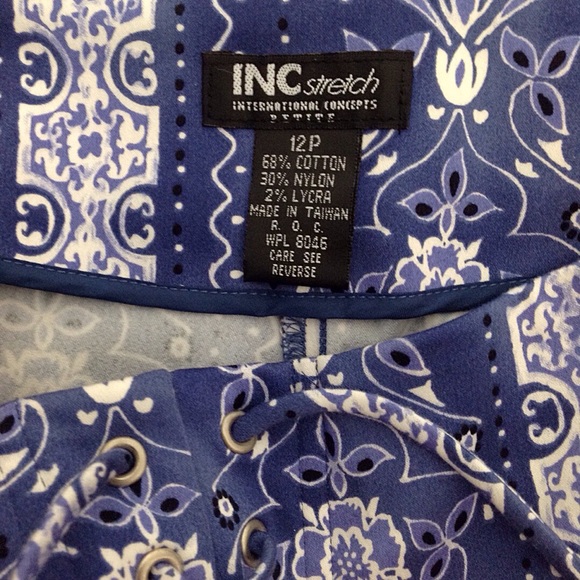 INC stretch
INTERNATIONAL CONCEPTS
PETITE
12P
68% COTTON
30% NYLON
2% LYCRA
MADE IN TAIWAN
R. O. C.
WPL 8046
CARE SEE
REVERSE